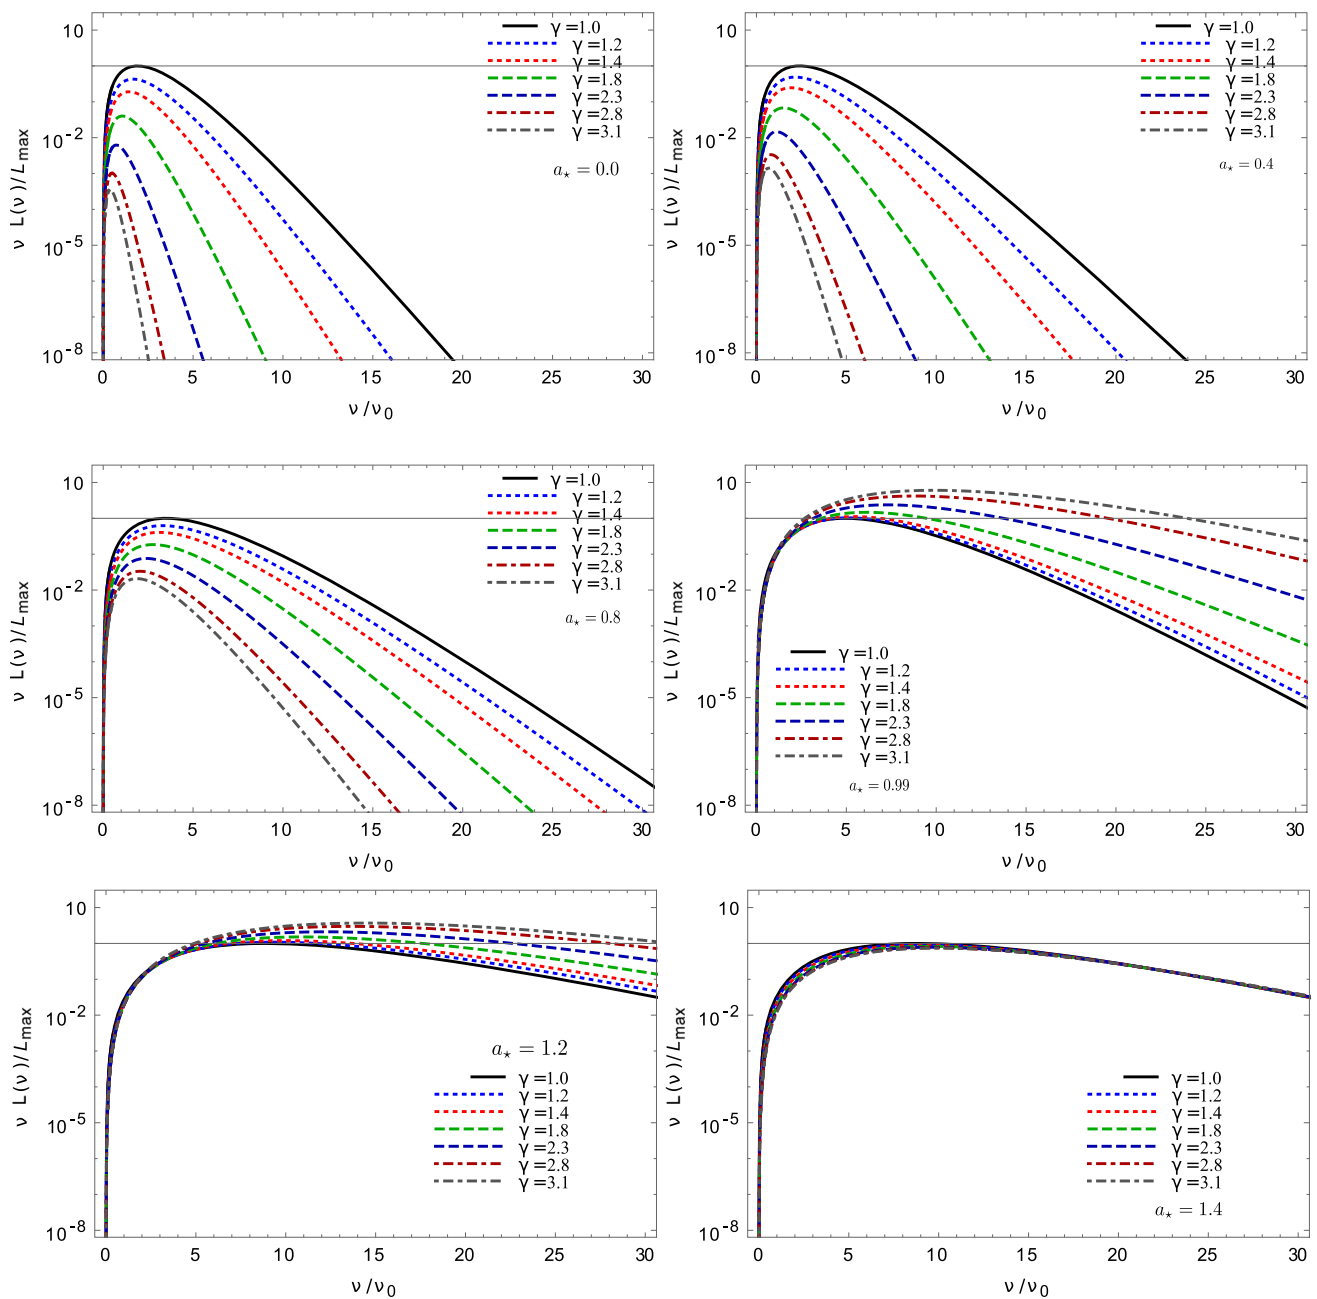 10
10-2
10-5
10-8
ν L(ν)/Lmax
γ=1.0
γ=1.2
γ=1.4
γ=1.8
γ=2.3
γ=2.8
γ=3.1
a⋆ = 0.0
0 5 10 15 20 25 30
ν/ν0
10
10-2
10-5
10-8
ν L(ν)/Lmax
γ=1.0
γ=1.2
γ=1.4
γ=1.8
γ=2.3
γ=2.8
γ=3.1
a⋆ = 0.4
0 5 10 15 20 25 30
ν/ν0
10
10-2
10-5
10-8
ν L(ν)/Lmax
γ=1.0
γ=1.2
γ=1.4
γ=1.8
γ=2.3
γ=2.8
γ=3.1
a⋆ = 0.8
0 5 10 15 20 25 30
ν/ν0
10
10-2
10-5
10-8
ν L(ν)/Lmax
γ=1.0
γ=1.2
γ=1.4
γ=1.8
γ=2.3
γ=2.8
γ=3.1
a⋆ = 0.99
0 5 10 15 20 25 30
ν/ν0
10
10-2
10-5
10-8
ν L(ν)/Lmax
a⋆ = 1.2
γ=1.0
γ=1.2
γ=1.4
γ=1.8
γ=2.3
γ=2.8
γ=3.1
0 5 10 15 20 25 30
ν/ν0
10
10-2
10-5
10-8
ν L(ν)/Lmax
γ=1.0
γ=1.2
γ=1.4
γ=1.8
γ=2.3
γ=2.8
γ=3.1
a⋆ = 1.4
0 5 10 15 20 25 30
ν/ν0